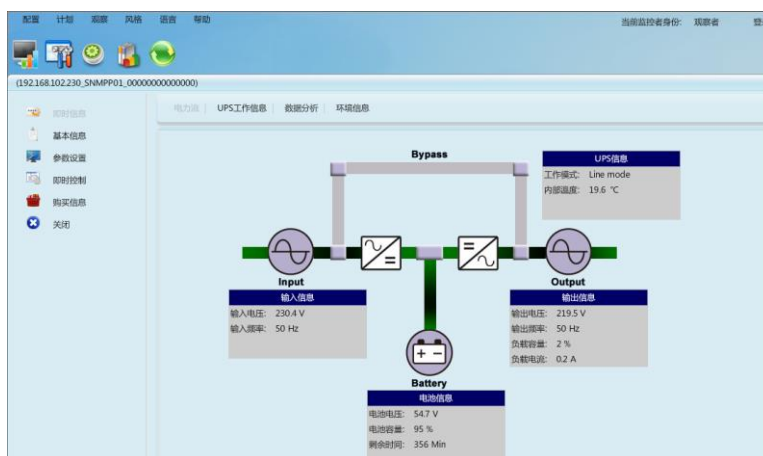 配置 计划 观察 风格 语言 帮助
当前监控者身份: 观察者
(192.168.102.230_SNMPP01_00000000000000)
即时信息
基本信息
参数设置
即时控制
购买信息
关闭
电力流 UPS工作信息 数据分析 环境信息
Bypass
UPS信息
工作模式: Line mode
内部温度: 19.6 ℃
Input
输入信息
输入电压: 230.4 V
输入频率: 50 Hz
Output
输出信息
输出电压: 219.5 V
输出频率: 50 Hz
负载容量: 2 %
负载电流: 0.2 A
Battery
电池信息
电池电压: 54.7 V
电池容量: 95 %
剩余时间: 356 Min